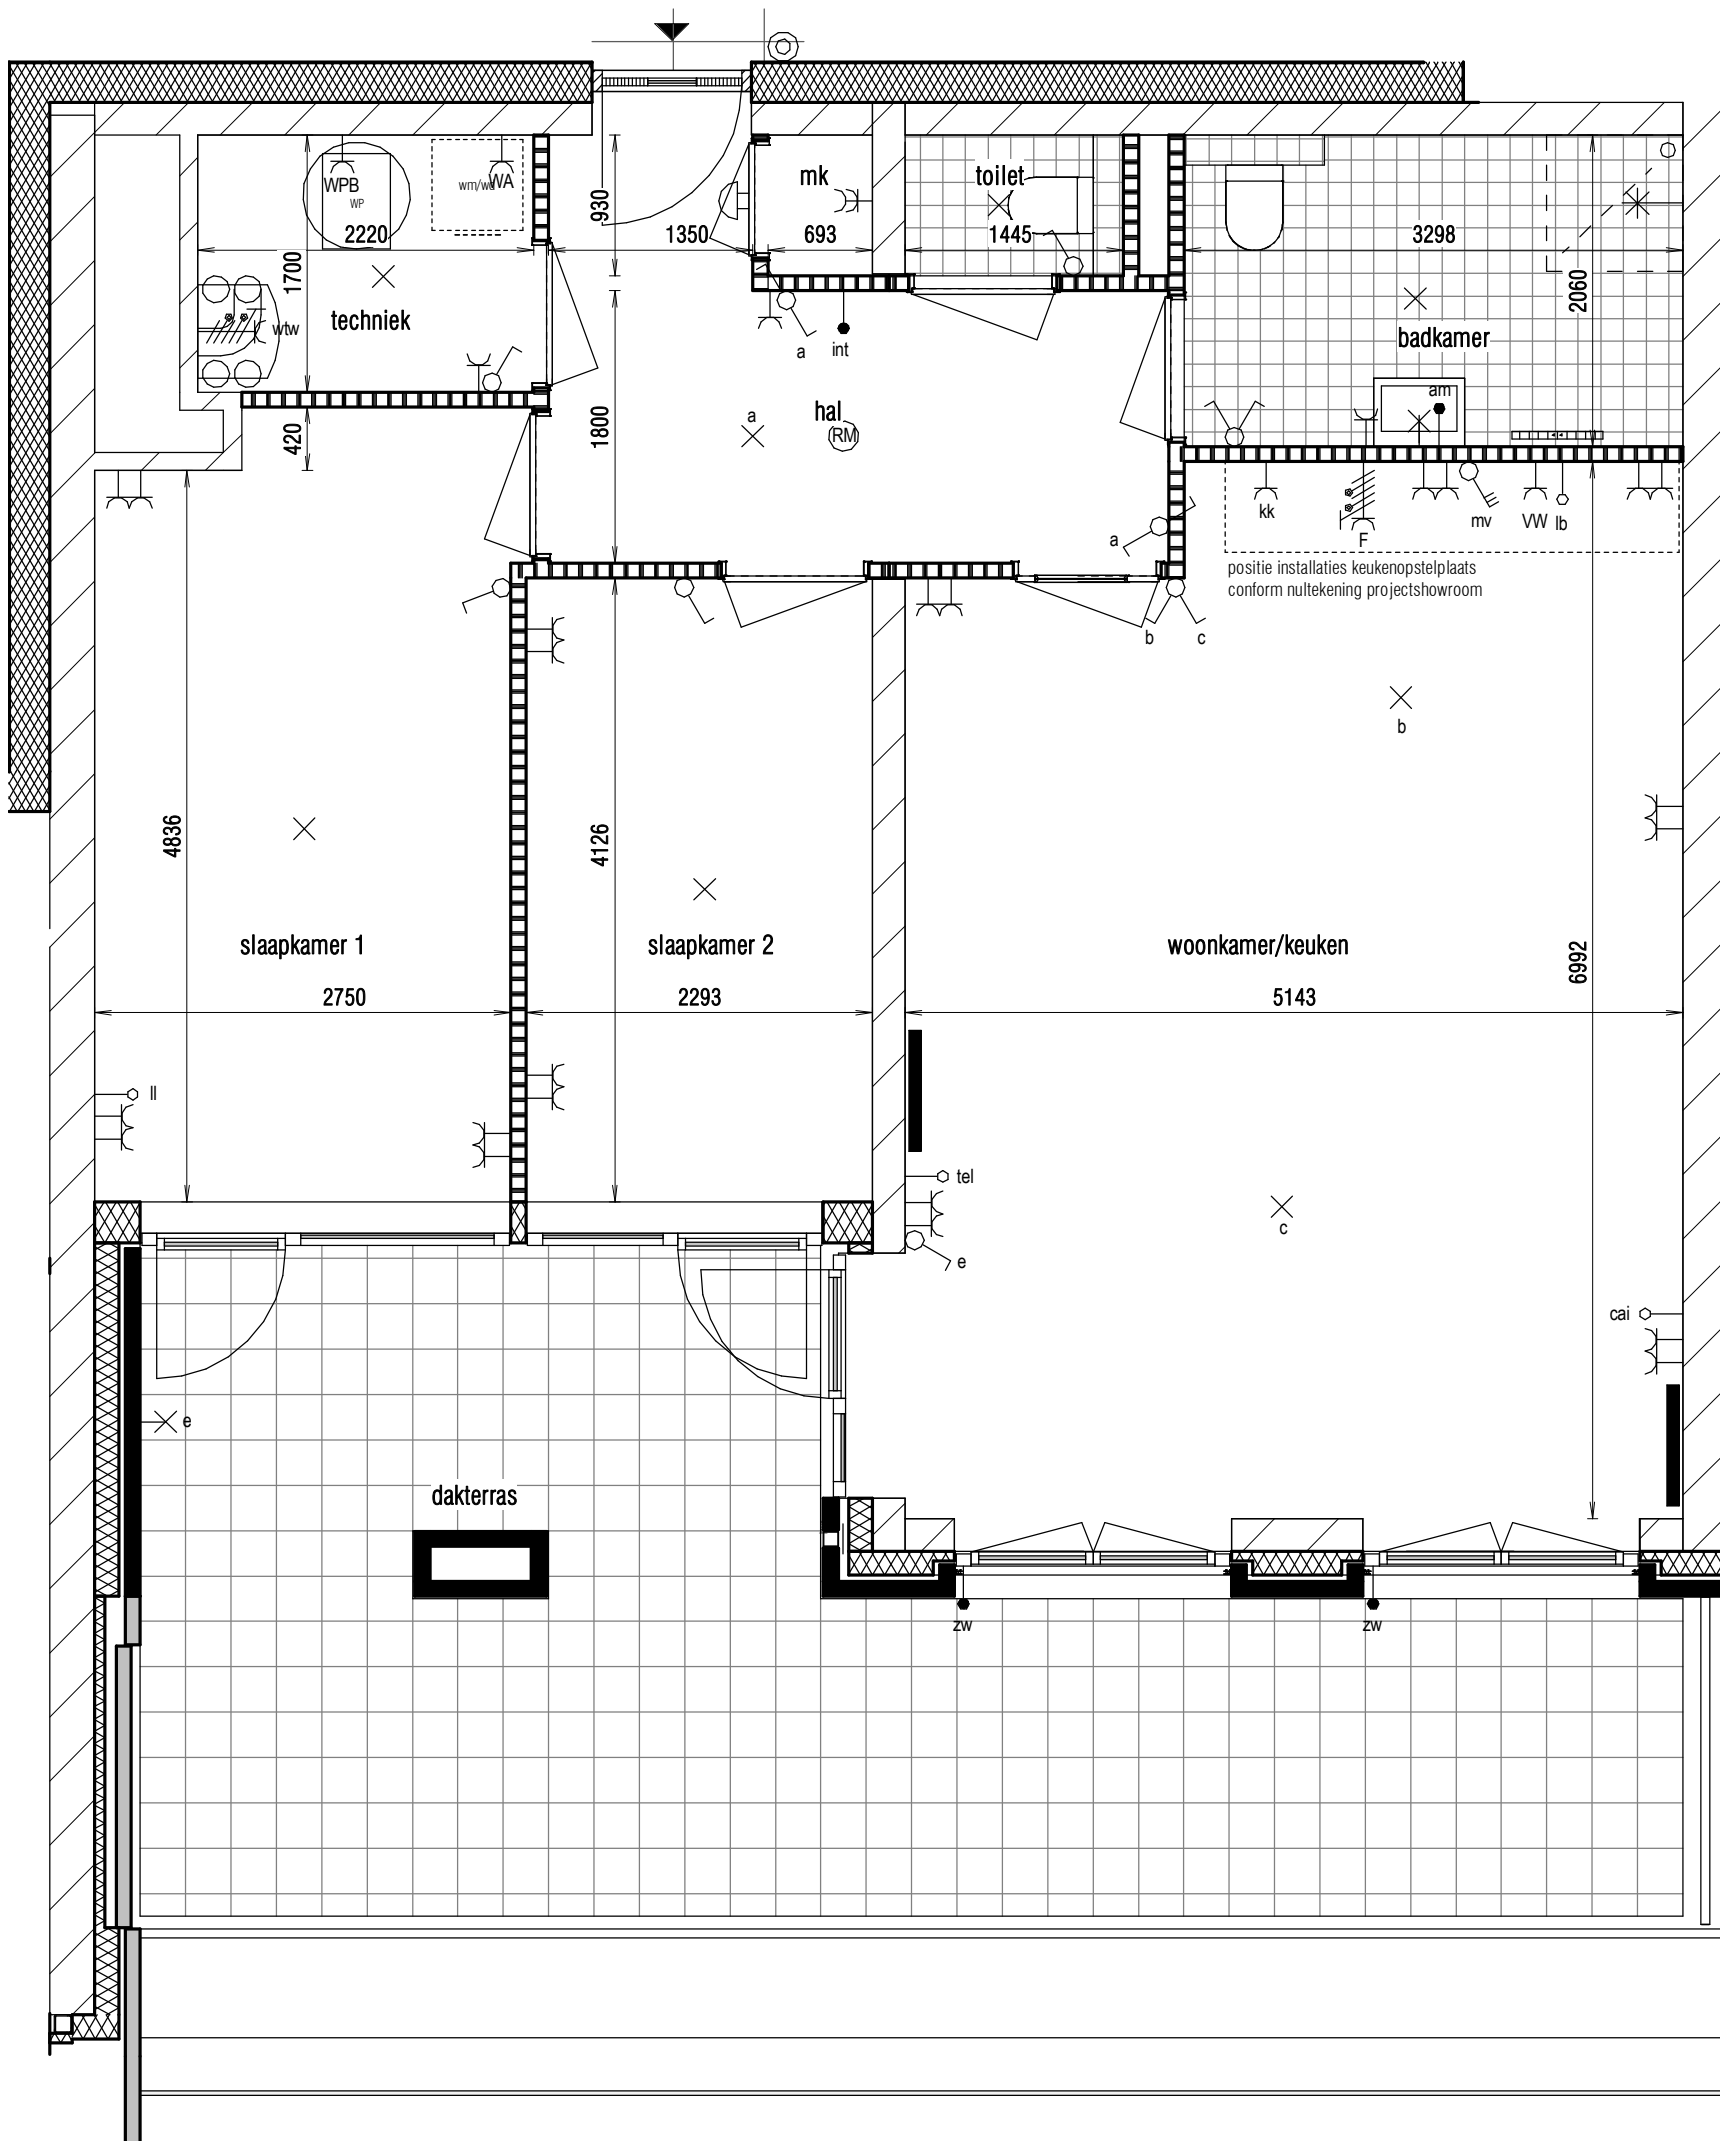 WPB
WP
wm/wd
WA
930
mk
toilet
2220
1350
693
1445
3298
1700
2060
wtw
techniek
a
int
badkamer
am
420
1800
a
hal
RM
a
kk
F
mv
VW
lb
positie installaties keukenopstelplaats
conform nultekening projectshowroom
b
c
b
4836
4126
slaapkamer 1
slaapkamer 2
woonkamer/keuken
6992
2750
2293
5143
ll
tel
c
e
cai
e
dakterras
zw
zw